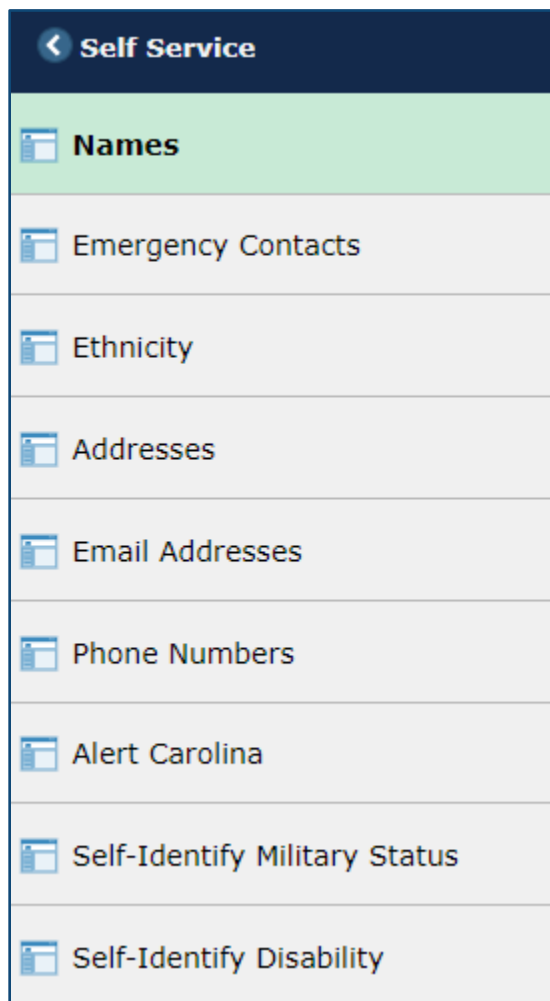 Self Service
Names
Emergency Contacts
Ethnicity
Addresses
Email Addresses
Phone Numbers
Alert Carolina
Self-Identify Military Status
Self-Identify Disability